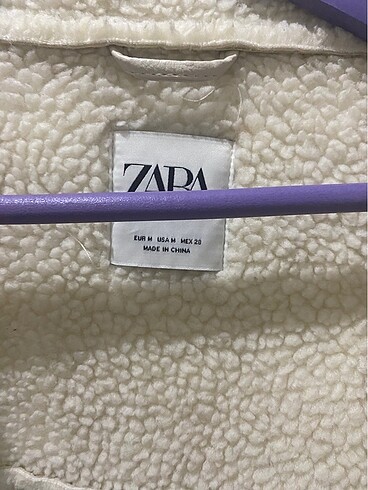 ZARA
EUR M USA M MEX 28
MADE IN CHINA